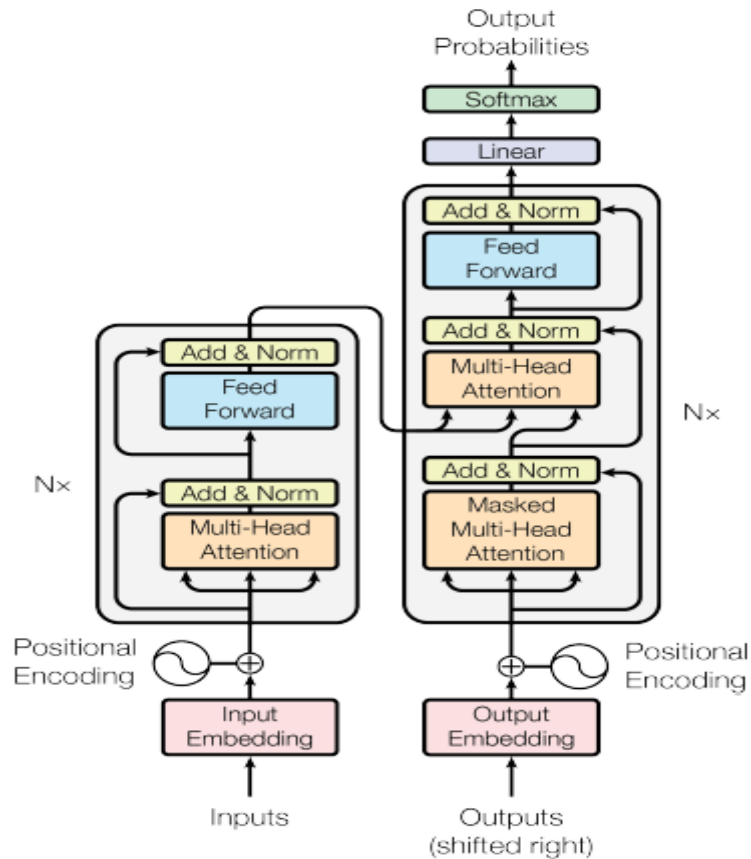 Output
Probabilities
Softmax
Linear
Add & Norm
Feed
Forward
Add & Norm
Multi-Head
Attention
Add & Norm
Masked
Multi-Head
Attention
Nx
Add & Norm
Feed
Forward
Add & Norm
Multi-Head
Attention
Nx
Positional
Encoding
Positional
Encoding
Input
Embedding
Output
Embedding
Inputs
Outputs
(shifted right)